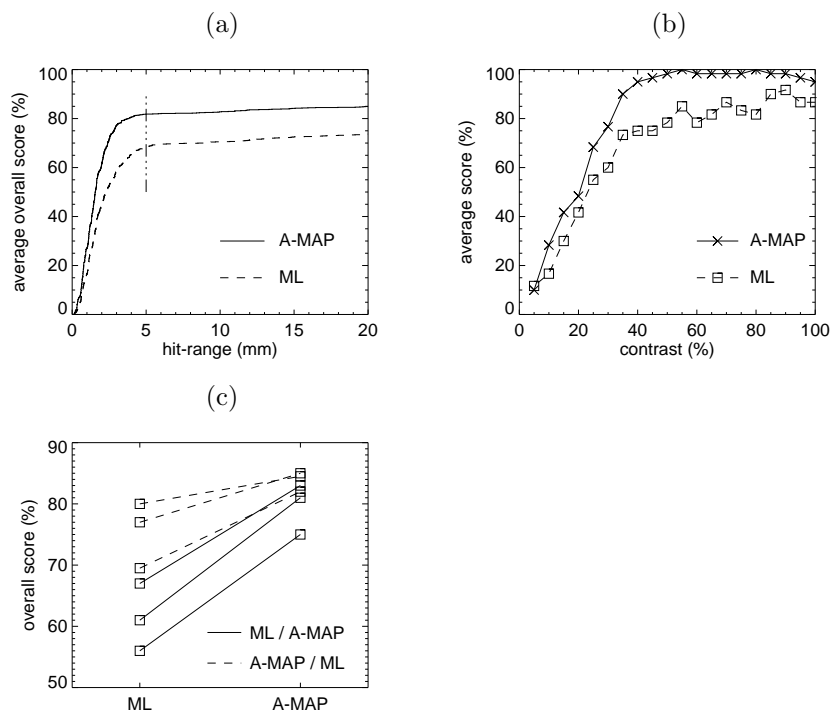 (a)
average overall score (%)
100
80
60
40
20
0
A-MAP
ML
0 5 10 15 20
hit-range (mm)
(b)
average score (%)
100
80
60
40
20
0
A-MAP
ML
0 20 40 60 80 100
contrast (%)
(c)
overall score (%)
90
80
70
60
50
ML / A-MAP
A-MAP / ML
ML A-MAP